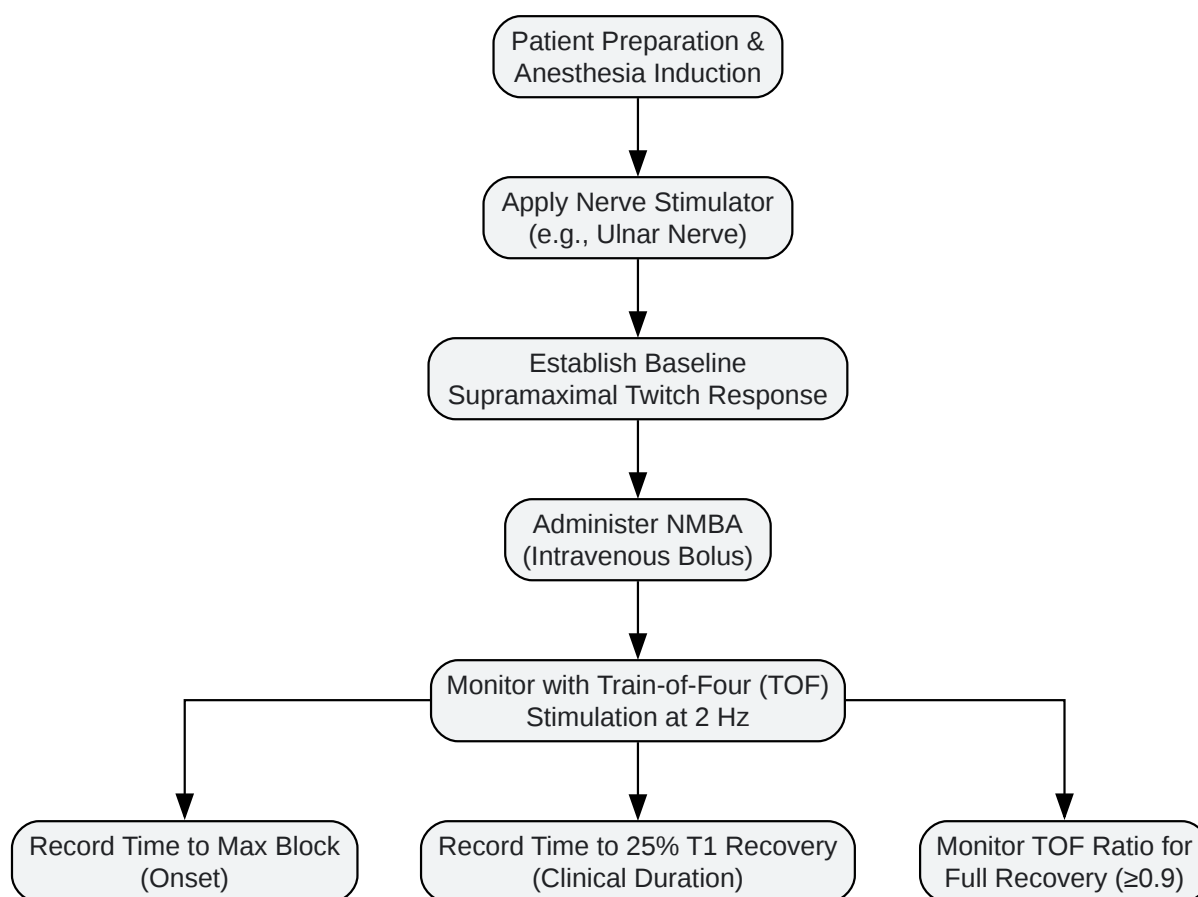 Patient Preparation &
Anesthesia Induction
Apply Nerve Stimulator
(e.g., Ulnar Nerve)
Establish Baseline
Supramaximal Twitch Response
Administer NMBA
(Intravenous Bolus)
Monitor with Train-of-Four (TOF)
Stimulation at 2 Hz
Record Time to Max Block
(Onset)
Record Time to 25% T1 Recovery
(Clinical Duration)
Monitor TOF Ratio for
Full Recovery (≥0.9)